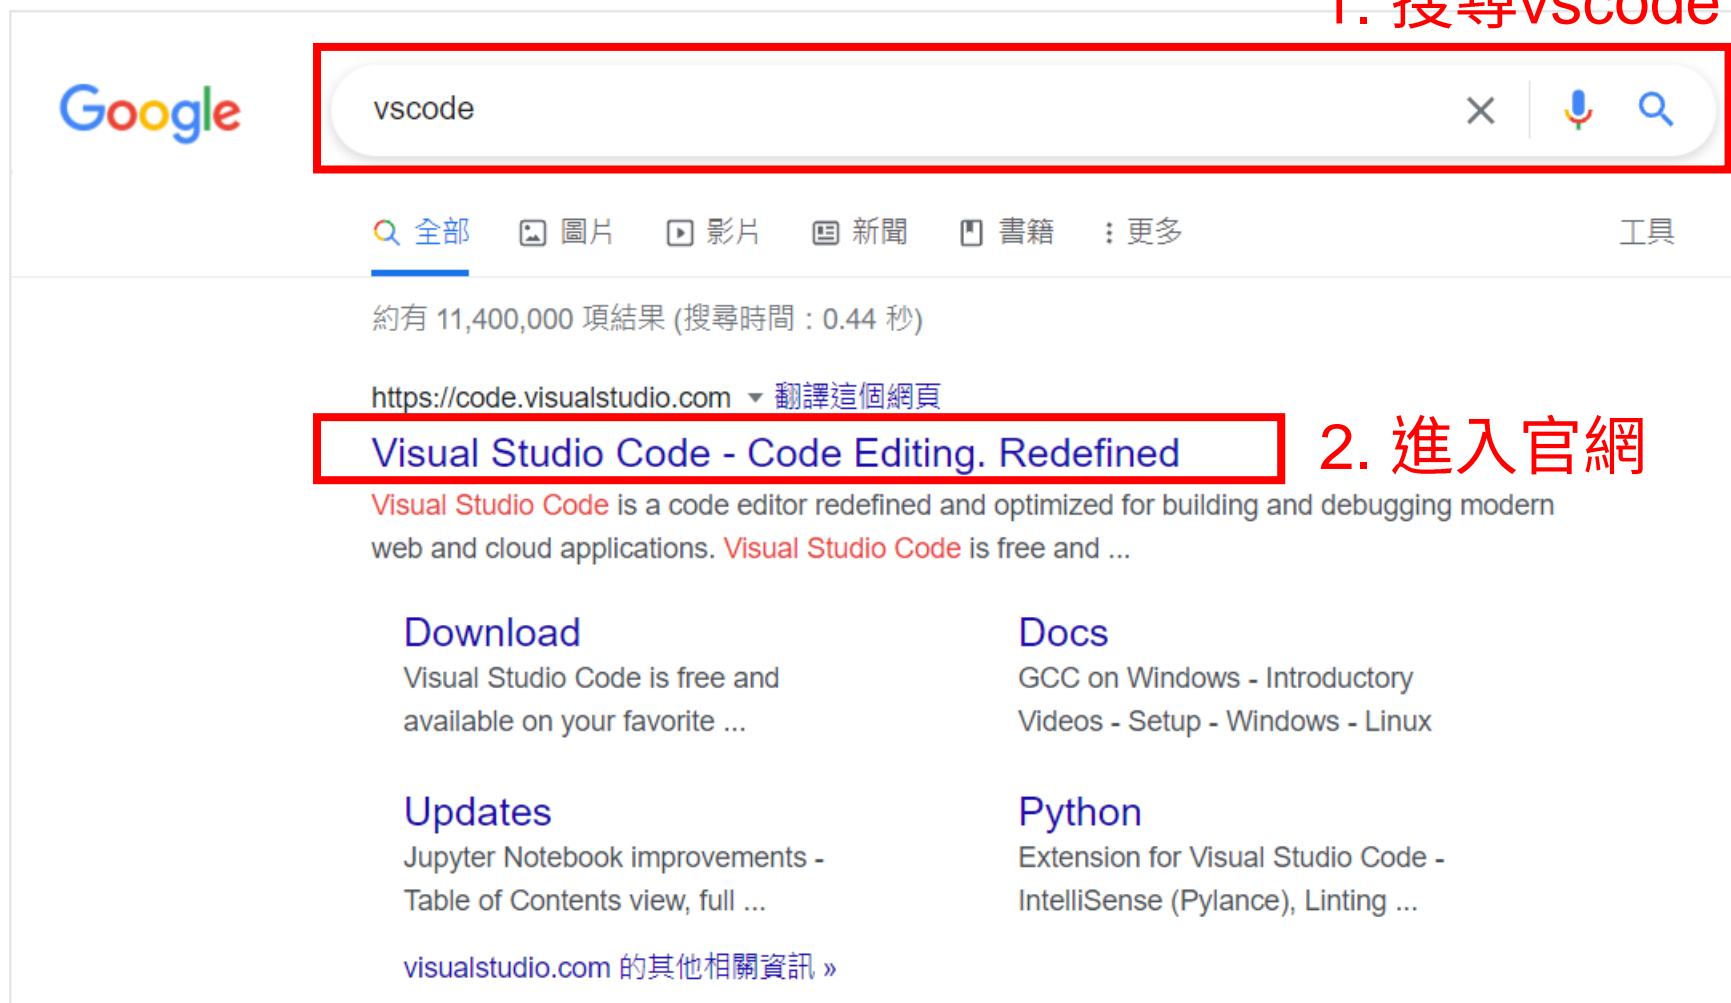 1. 搜尋vscode
Google
vscode
全部 圖片 影片 新聞 書籍 更多 工具
約有 11,400,000 項結果 (搜尋時間：0.44 秒)
https://code.visualstudio.com 翻譯這個網頁
Visual Studio Code - Code Editing. Redefined
2. 進入官網
Visual Studio Code is a code editor redefined and optimized for building and debugging modern
web and cloud applications. Visual Studio Code is free and ...
Download
Visual Studio Code is free and
available on your favorite ...
Docs
GCC on Windows - Introductory
Videos - Setup - Windows - Linux
Updates
Jupyter Notebook improvements -
Table of Contents view, full ...
Python
Extension for Visual Studio Code -
IntelliSense (Pylance), Linting ...
visualstudio.com 的其他相關資訊 »